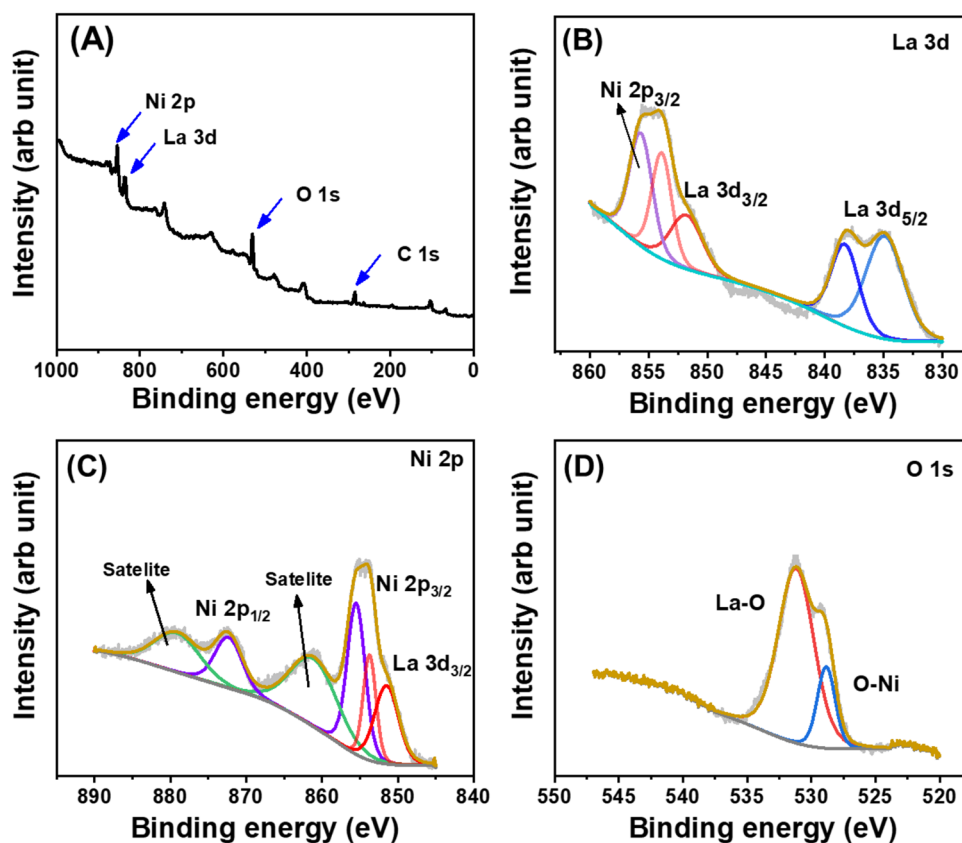 (A)
Ni 2p
La 3d
O 1s
C 1s
1000 800 600 400 200 0
Binding energy (eV)
Intensity (arb unit)
(B)
La 3d
Ni 2p3/2
La 3d3/2
La 3d5/2
860 855 850 845 840 835 830
Binding energy (eV)
Intensity (arb unit)
(C)
Ni 2p
Satelite
Ni 2p1/2
Satelite
Ni 2p3/2
La 3d3/2
890 880 870 860 850 840
Binding energy (eV)
Intensity (arb unit)
(D)
O 1s
La-O
O-Ni
550 545 540 535 530 525 520
Binding energy (eV)
Intensity (arb unit)